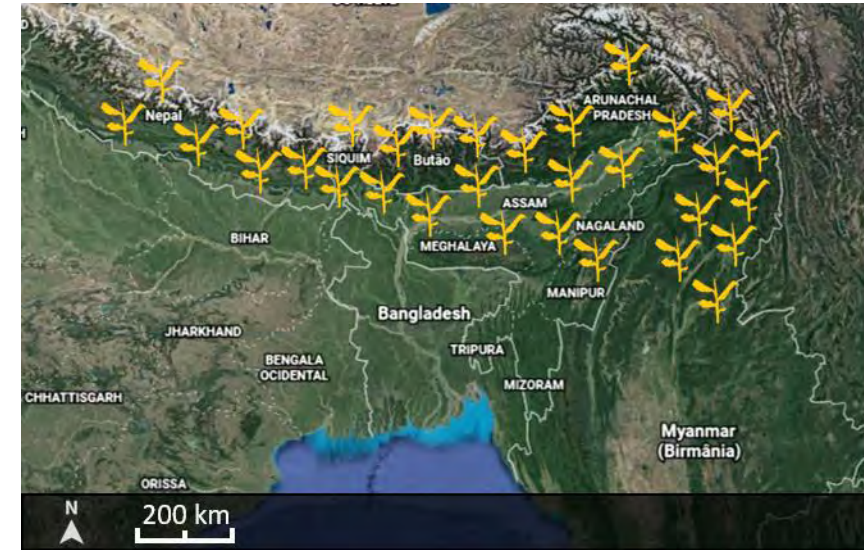 ARUNACHAL
PRADESH
Nepal
SIQUIM
Butão
ASSAM
NAGALAND
BIHAR
MEGHALAYA
MANIPUR
Bangladesh
JHARKHAND
TRIPURA
BENGALA
OCIDENTAL
MIZORAM
CHHATTISGARH
Myanmar
(Birmânia)
ORISSA
N
200 km